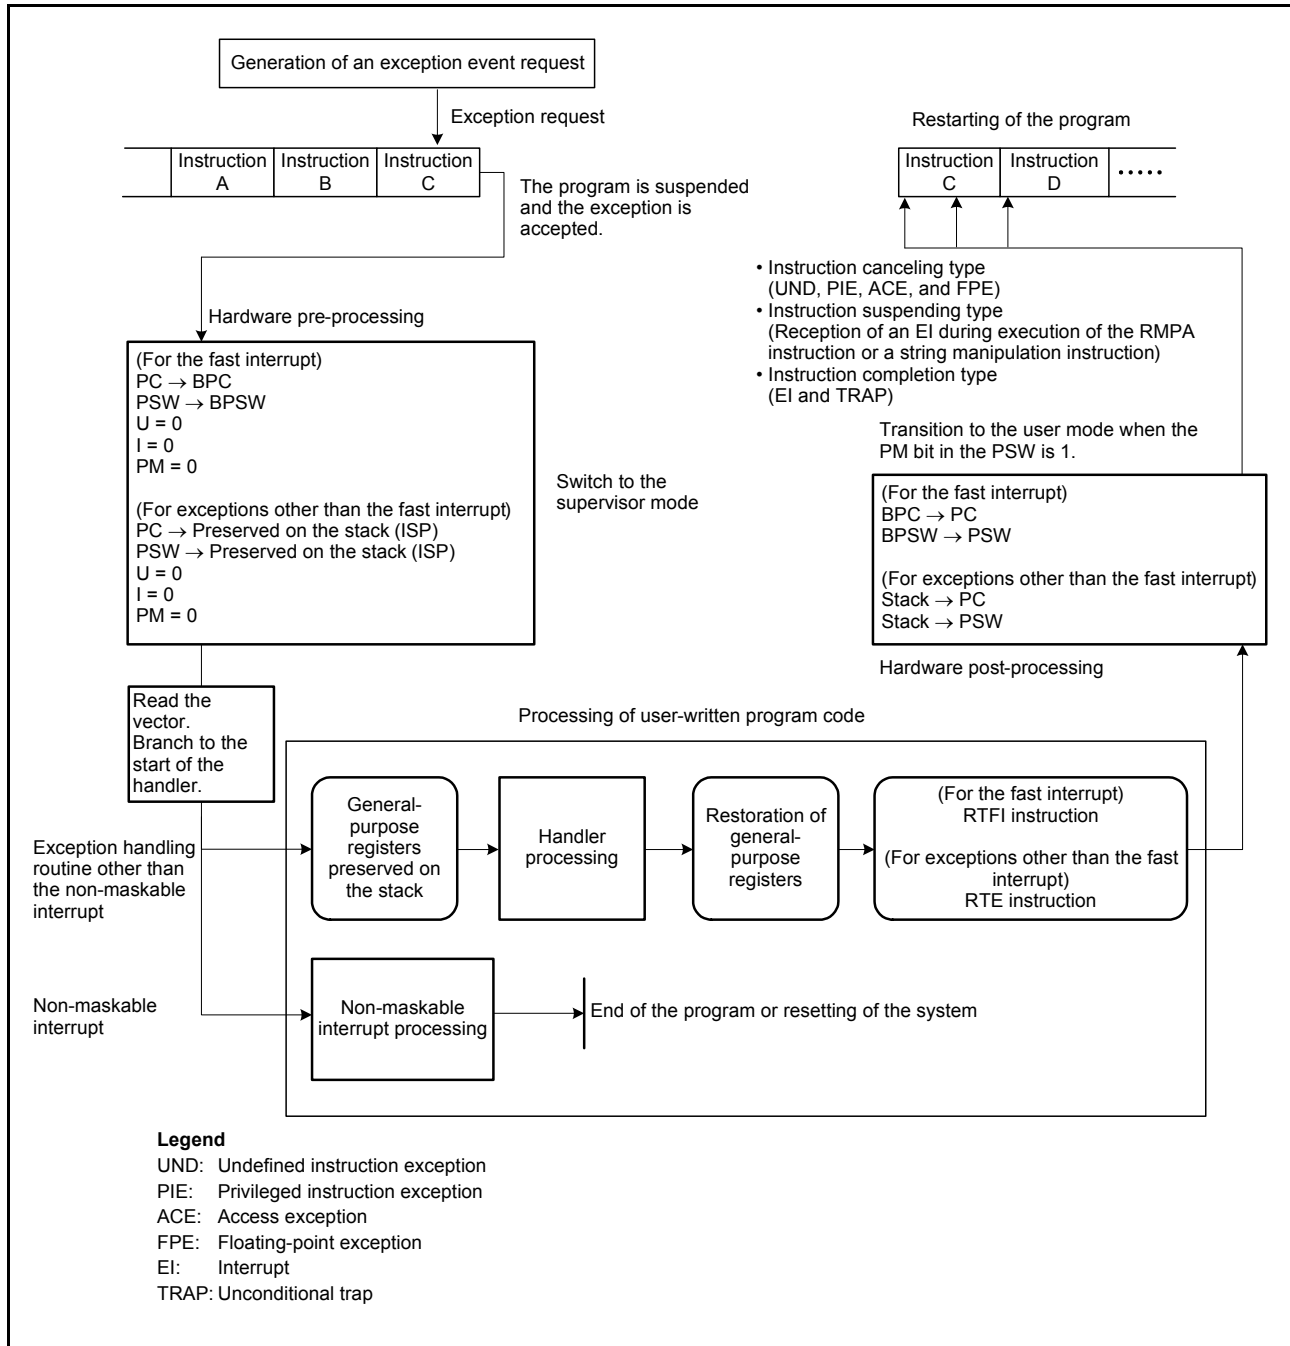 Generation of an exception event request
Exception request
Restarting of the program
Instruction
A
Instruction
B
Instruction
C
Instruction
C
Instruction
D
·····
The program is suspended
and the exception is
accepted.
• Instruction canceling type
(UND, PIE, ACE, and FPE)
• Instruction suspending type
(Reception of an EI during execution of the RMPA
instruction or a string manipulation instruction)
• Instruction completion type
(EI and TRAP)
Hardware pre-processing
(For the fast interrupt)
PC → BPC
PSW → BPSW
U = 0
I = 0
PM = 0
(For exceptions other than the fast interrupt)
PC → Preserved on the stack (ISP)
PSW → Preserved on the stack (ISP)
U = 0
I = 0
PM = 0
Switch to the
supervisor mode
Transition to the user mode when the
PM bit in the PSW is 1.
(For the fast interrupt)
BPC → PC
BPSW → PSW
(For exceptions other than the fast interrupt)
Stack → PC
Stack → PSW
Hardware post-processing
Read the
vector.
Branch to the
start of the
handler.
Processing of user-written program code
Exception handling
routine other than
the non-maskable
interrupt
General-
purpose
registers
preserved on
the stack
Handler
processing
Restoration of
general-
purpose
registers
(For the fast interrupt)
RTFI instruction
(For exceptions other than the fast
interrupt)
RTE instruction
Non-maskable
interrupt
Non-maskable
interrupt processing
End of the program or resetting of the system
Legend
UND: Undefined instruction exception
PIE: Privileged instruction exception
ACE: Access exception
FPE: Floating-point exception
EI: Interrupt
TRAP: Unconditional trap